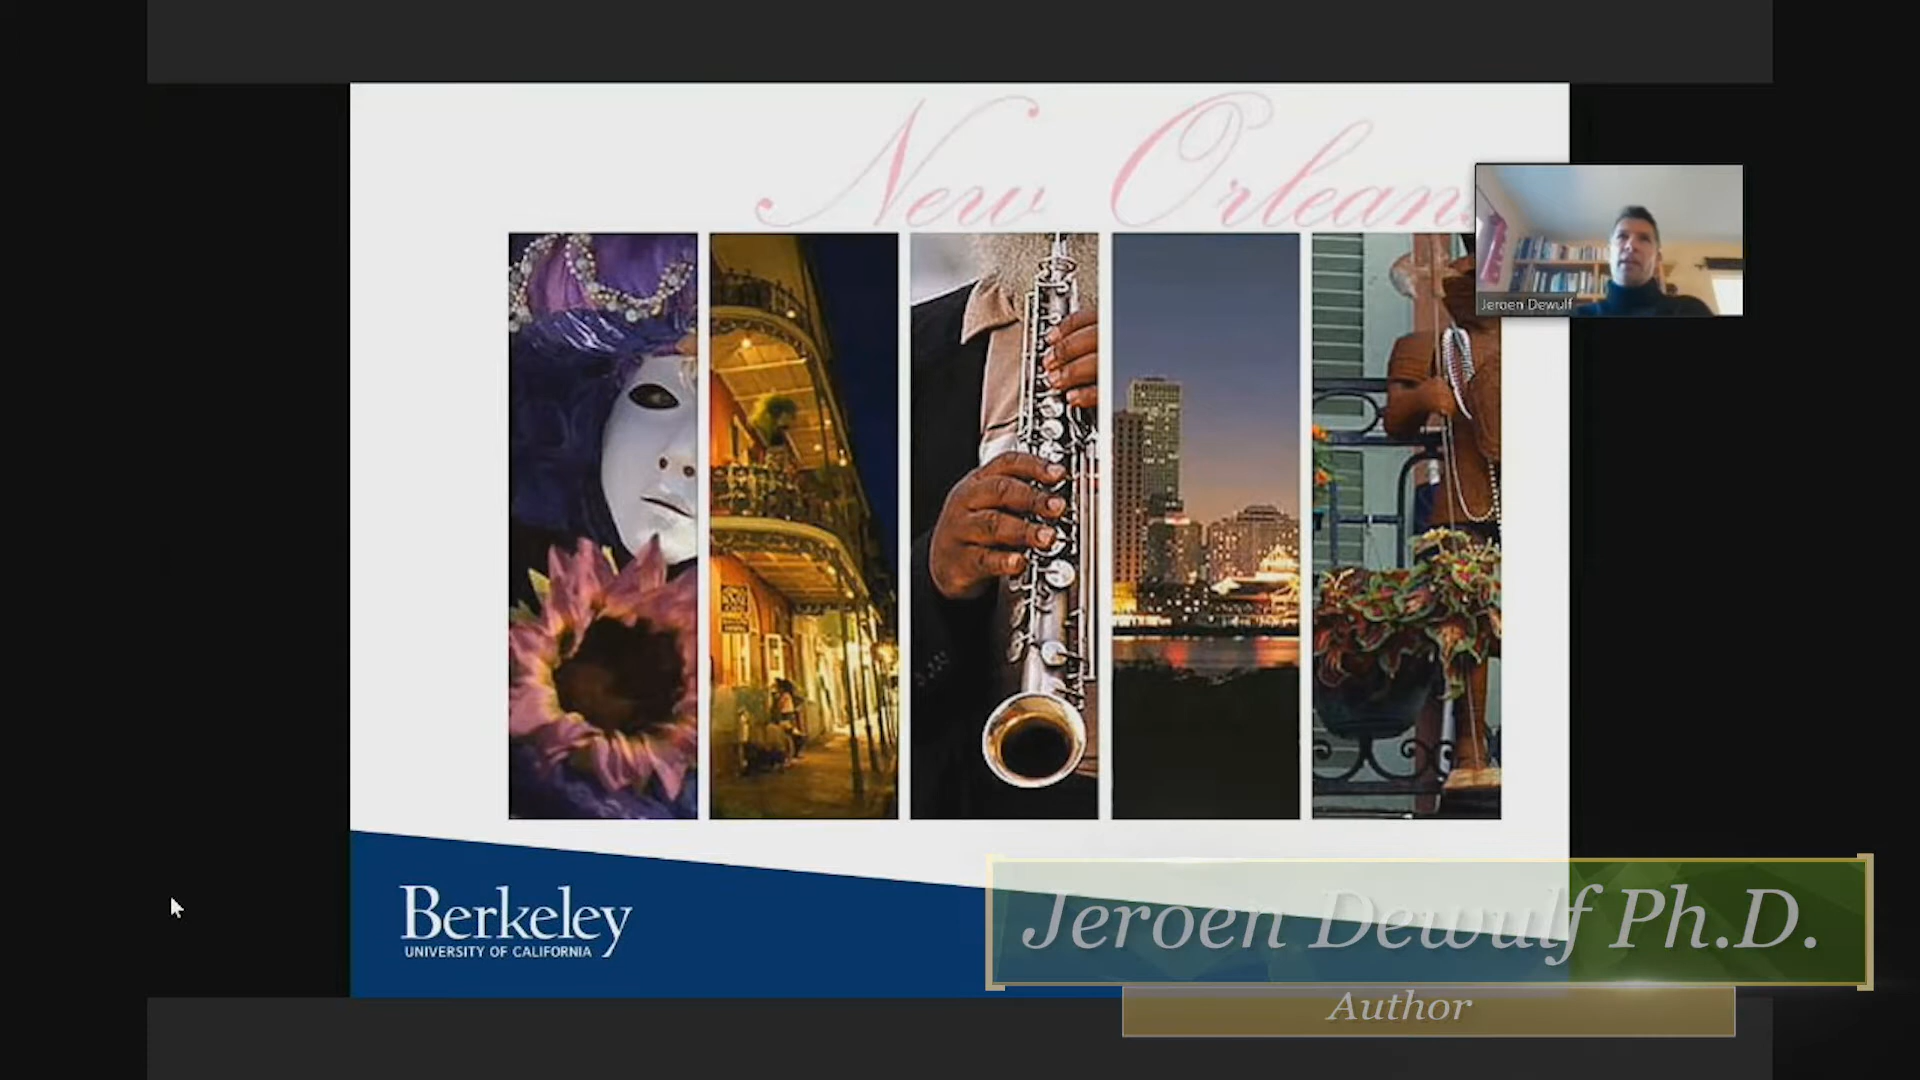 New Orleans
Jeroen Dewulf
Berkeley
UNIVERSITY OF CALIFORNIA
Jeroen Dewulf Ph.D.
Author